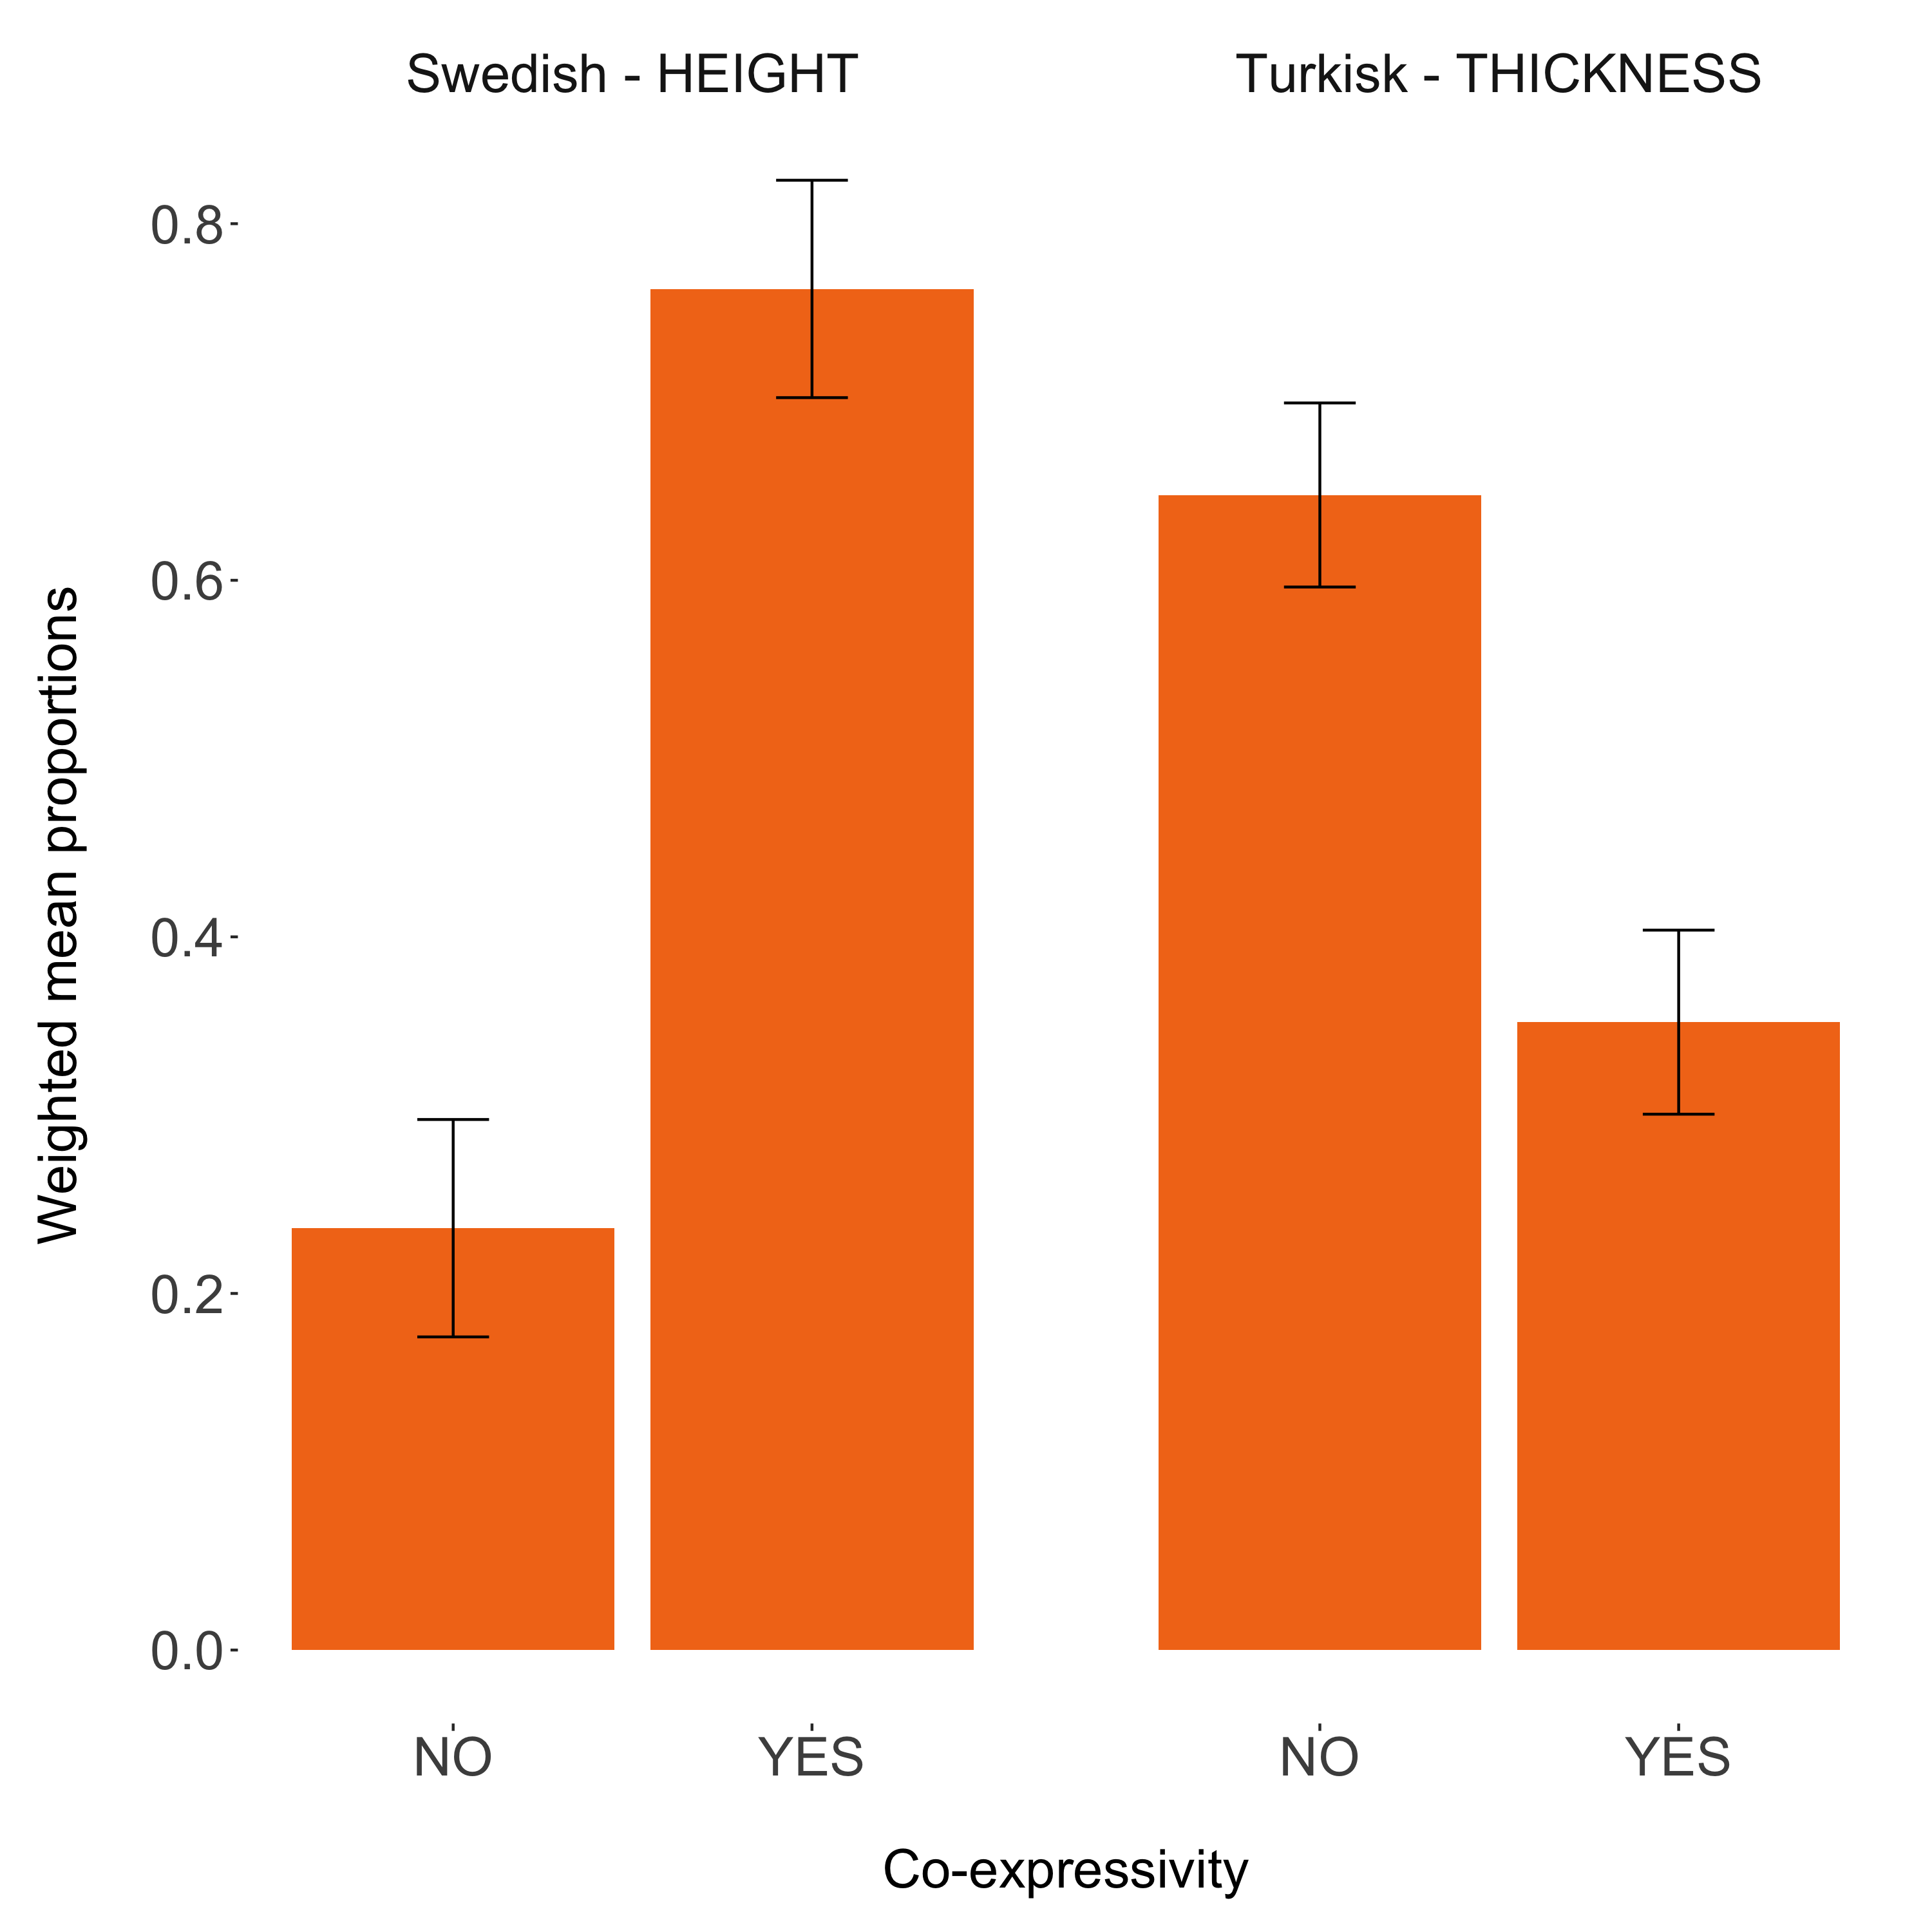 Swedish - HEIGHT
Turkisk - THICKNESS
0.8
0.6
0.4
0.2
0.0
Weighted mean proportions
NO
YES
NO
YES
Co-expressivity